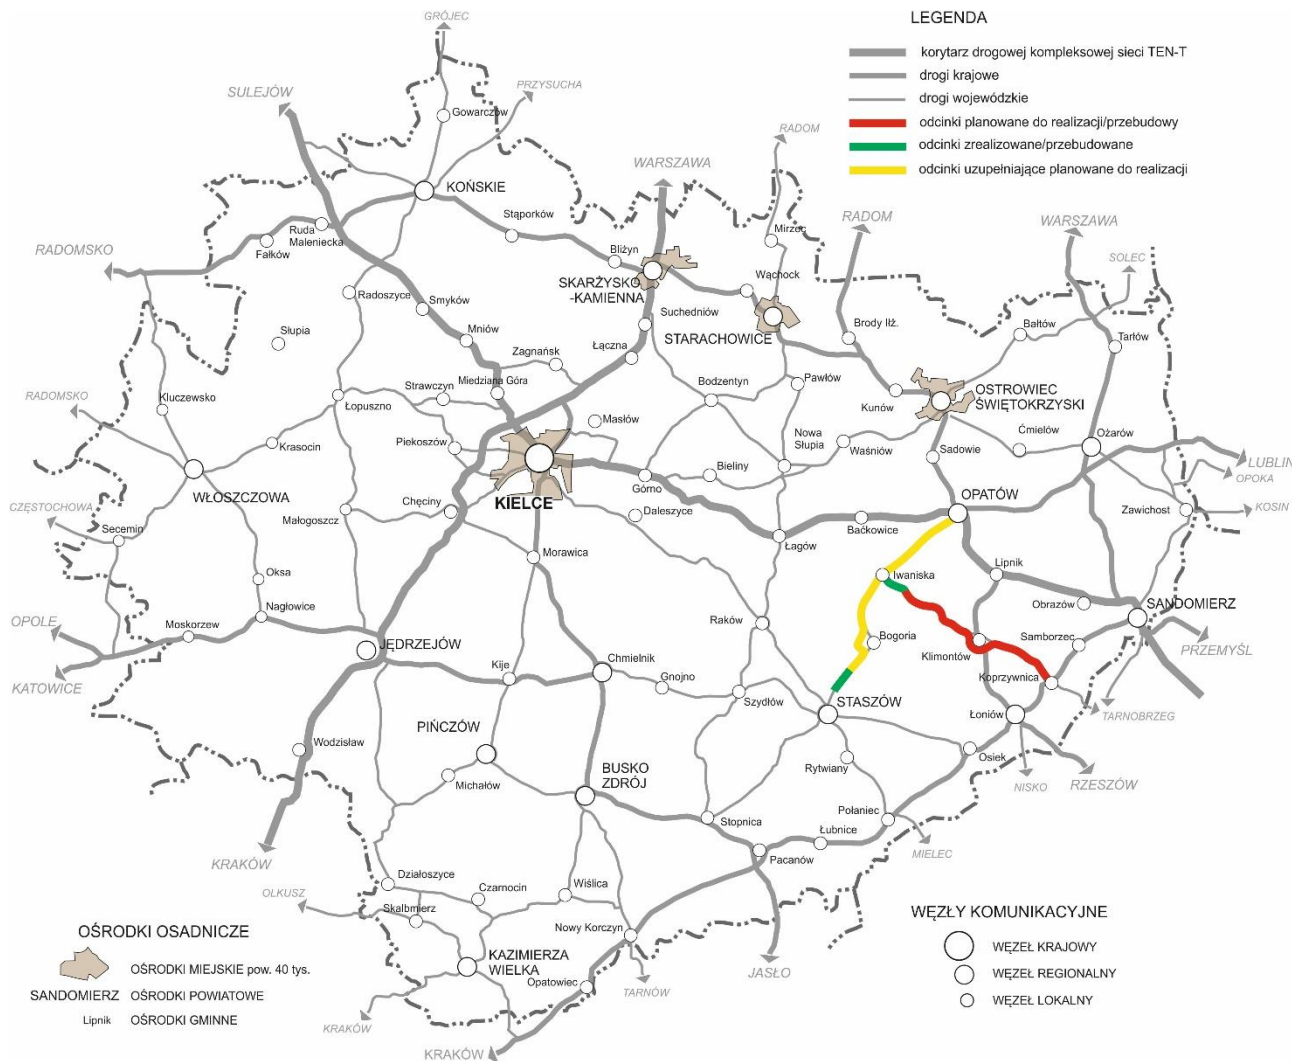 GRÓJEC
LEGENDA
korytarz drogowej kompleksowej sieci TEN-T
drogi krajowe
drogi wojewódzkie
odcinki planowane do realizacji/przebudowy
odcinki zrealizowane/przebudowane
odcinki uzupełniające planowane do realizacji
PRZYSUCHA
SULEJÓW
Gowarczów
RADOM
WARSZAWA
KOŃSKIE
Stąporków
RADOM
WARSZAWA
Ruda
Maleniecka
Fałków
RADOMSKO
Bliżyn
Mirzec
SOLEC
SKARŻYSKO
-KAMIENNA
Wąchock
Radoszyce
Smyków
Suchedniów
STARACHOWICE
Brody Iłż.
Bałtów
Tarłów
Słupia
Mniów
Zagnańsk
Łączna
Strawczyn
Miedziana Góra
Bodzentyn
Pawłów
Kunów
OSTROWIEC
ŚWIĘTOKRZYSKI
RADOMSKO
Kluczewsko
Łopuszno
Masłów
Krasocin
Piekoszów
Nowa
Słupia
Waśniów
Ćmielów
Ożarów
Sadowie
LUBLIN
OPOKA
WŁOSZCZOWA
KIELCE
Górno
Bieliny
OPATÓW
CZĘSTOCHOWA
Secemin
Małogoszcz
Chęciny
Daleszyce
Baćkowice
Zawichost
KOSIN
Morawica
Łagów
Iwaniska
Lipnik
Oksa
Obrazów
SANDOMIERZ
Nagłowice
OPOLE
Moskorzew
Raków
Bogoria
Klimontów
Samborzec
PRZEMYŚL
JĘDRZEJÓW
Kije
Chmielnik
KATOWICE
Gnojno
Szydłów
Koprzywnica
STASZÓW
Łoniów
TARNOBRZEG
PIŃCZÓW
Wodzisław
Osiek
Rytwiany
BUSKO
ZDRÓJ
Michałów
NISKO
RZESZÓW
Stopnica
Połaniec
Łubnice
MIELEC
Pacanów
KRAKÓW
Działoszyce
Czarnocin
Wiślica
OLKUSZ
Skalbmierz
WĘZŁY KOMUNIKACYJNE
OŚRODKI OSADNICZE
Nowy Korczyn
WĘZEŁ KRAJOWY
OŚRODKI MIEJSKIE pow. 40 tys.
KAZIMIERZA
WIELKA
WĘZEŁ REGIONALNY
JASŁO
Opatowiec
TARNÓW
SANDOMIERZ OŚRODKI POWIATOWE
WĘZEŁ LOKALNY
Lipnik OŚRODKI GMINNE
KRAKÓW
KRAKÓW